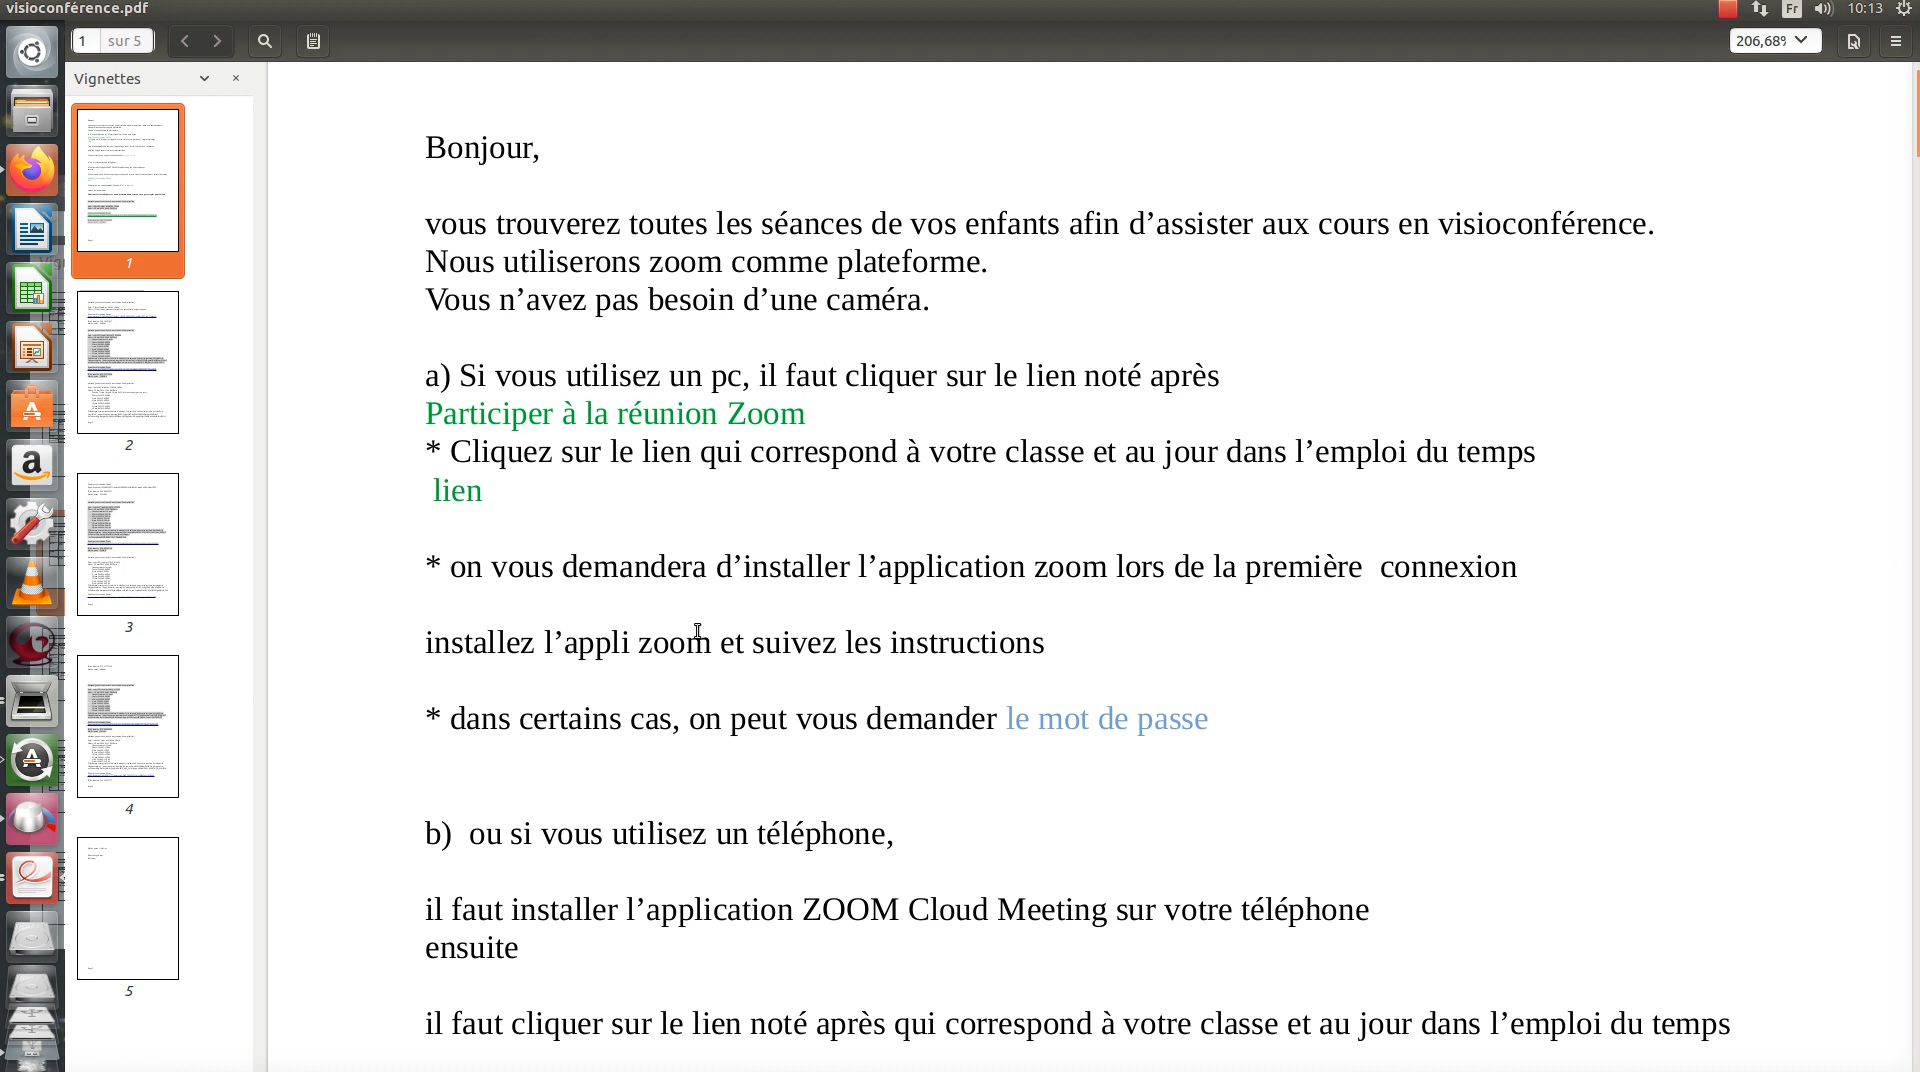 visioconférence.pdf
Fr
10:13
1
sur 5
206,68%
Vignettes
1
2
3
4
5
Bonjour,
vous trouverez toutes les séances de vos enfants afin d’assister aux cours en visioconférence.
Nous utiliserons zoom comme plateforme.
Vous n’avez pas besoin d’une caméra.
a) Si vous utilisez un pc, il faut cliquer sur le lien noté après
Participer à la réunion Zoom
* Cliquez sur le lien qui correspond à votre classe et au jour dans l’emploi du temps
lien
* on vous demandera d’installer l’application zoom lors de la première  connexion
installez l’appli zoom et suivez les instructions
* dans certains cas, on peut vous demander le mot de passe
b)  ou si vous utilisez un téléphone,
il faut installer l’application ZOOM Cloud Meeting sur votre téléphone
ensuite
il faut cliquer sur le lien noté après qui correspond à votre classe et au jour dans l’emploi du temps